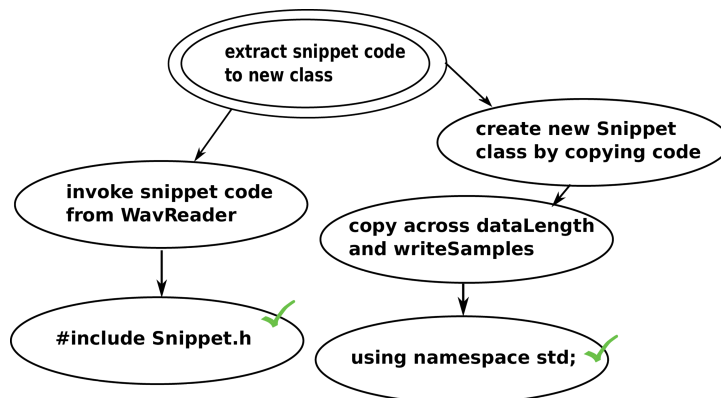 extract snippet code
to new class
create new Snippet
class by copying code
invoke snippet code
from WavReader
copy across dataLength
and writeSamples
#include Snippet.h
using namespace std;